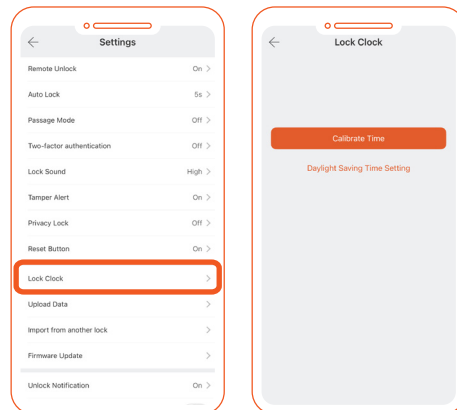 Settings
Remote Unlock On
Auto Lock 5s
Passage Mode Off
Two-factor authentication Off
Lock Sound High
Tamper Alert On
Privacy Lock Off
Reset Button On
Lock Clock
Upload Data
Import from another lock
Firmware Update
Unlock Notification On
Lock Clock
Calibrate Time
Daylight Saving Time Setting